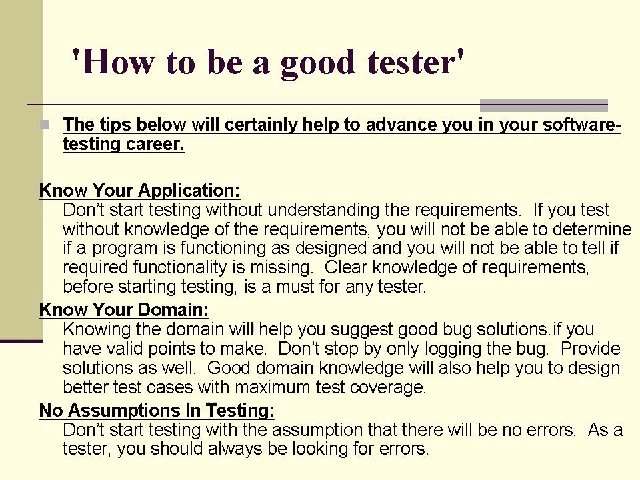 'How to be a good tester'
The tips below will certainly help to advance you in your software-
testing career.
Know Your Application:
Don't start testing without understanding the requirements. If you test
without knowledge of the requirements, you will not be able to determine
if a program is functioning as designed and you will not be able to tell if
required functionality is missing. Clear knowledge of requirements,
before starting testing, is a must for any tester.
Know Your Domain:
Knowing the domain will help you suggest good bug solutions.if you
have valid points to make. Don't stop by only logging the bug. Provide
solutions as well. Good domain knowledge will also help you to design
better test cases with maximum test coverage.
No Assumptions In Testing:
Don't start testing with the assumption that there will be no errors. As a
tester, you should always be looking for errors.